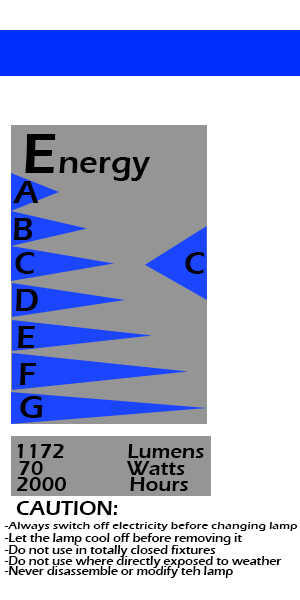 Energy
A
B
C
C
D
E
F
G
1172 Lumens
70 Watts
2000 Hours
CAUTION:
-Always switch off electricity before changing lamp
-Let the lamp cool off before removing it
-Do not use in totally closed fixtures
-Do not use where directly exposed to weather
-Never disassemble or modify teh lamp